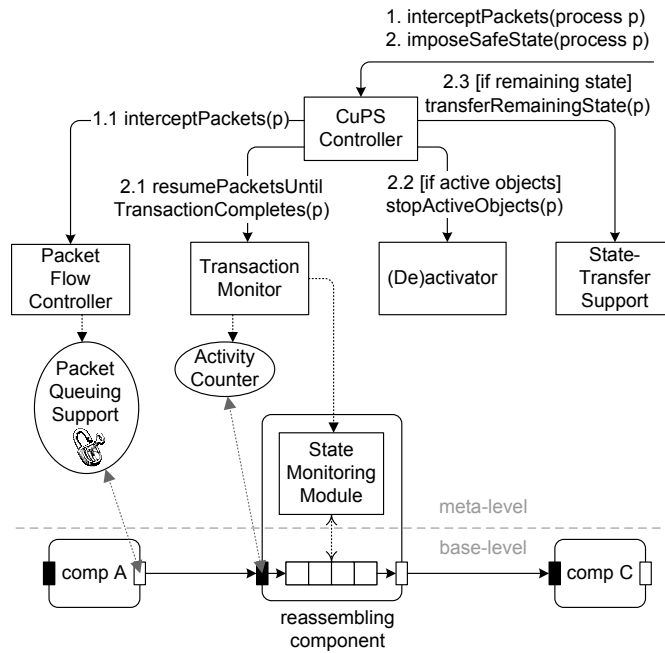 1. interceptPackets(process p)
2. imposeSafeState(process p)
2.3 [if remaining state]
transferRemainingState(p)
CuPS
Controller
1.1 interceptPackets(p)
2.1 resumePacketsUntil
TransactionCompletes(p)
2.2 [if active objects]
stopActiveObjects(p)
Packet
Flow
Controller
Transaction
Monitor
(De)activator
State-
Transfer
Support
Packet
Queuing
Support
Activity
Counter
State
Monitoring
Module
meta-level
base-level
comp A
comp C
reassembling
component